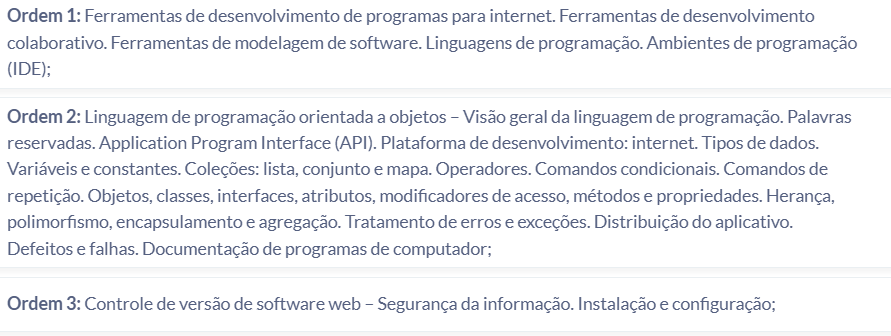 Ordem 1: Ferramentas de desenvolvimento de programas para internet. Ferramentas de desenvolvimento
colaborativo. Ferramentas de modelagem de software. Linguagens de programação. Ambientes de programação
(IDE);
Ordem 2: Linguagem de programação orientada a objetos – Visão geral da linguagem de programação. Palavras
reservadas. Application Program Interface (API). Plataforma de desenvolvimento: internet. Tipos de dados.
Variáveis e constantes. Coleções: lista, conjunto e mapa. Operadores. Comandos condicionais. Comandos de
repetição. Objetos, classes, interfaces, atributos, modificadores de acesso, métodos e propriedades. Herança,
polimorfismo, encapsulamento e agregação. Tratamento de erros e exceções. Distribuição do aplicativo.
Defeitos e falhas. Documentação de programas de computador;
Ordem 3: Controle de versão de software web – Segurança da informação. Instalação e configuração;